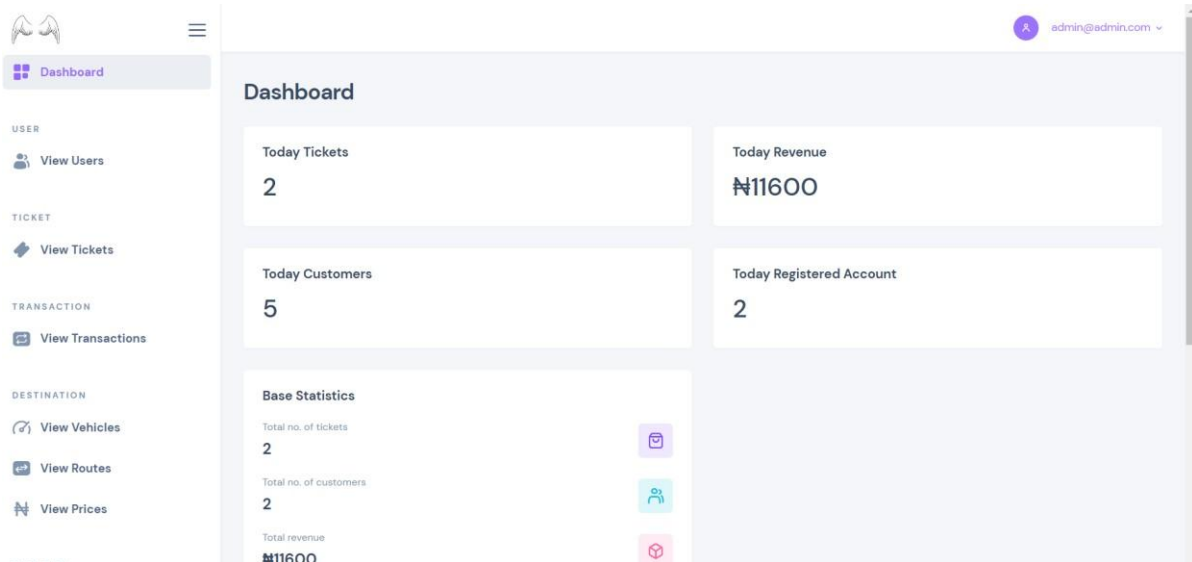 admin@admin.com
Dashboard
USER
View Users
TICKET
View Tickets
TRANSACTION
View Transactions
DESTINATION
View Vehicles
View Routes
View Prices
Dashboard
Today Tickets
2
Today Revenue
₦11600
Today Customers
5
Today Registered Account
2
Base Statistics
Total no. of tickets
2
Total no. of customers
2
Total revenue
₦11600